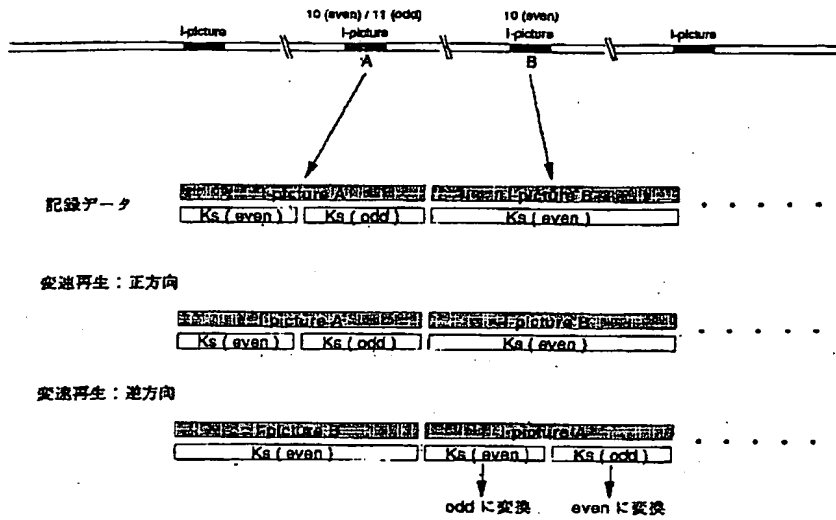 10 (even) / 11 (odd) 10 (even)
I-picture I-picture I-picture I-picture
A B
記録データ
I-picture A I-picture B
Ks ( even ) Ks ( odd ) Ks ( even )
変速再生：正方向
I-picture A I-picture B
Ks ( even ) Ks ( odd ) Ks ( even )
変速再生：逆方向
I-picture B I-picture A
Ks ( even ) Ks ( even ) Ks ( odd )
odd に変換 even に変換